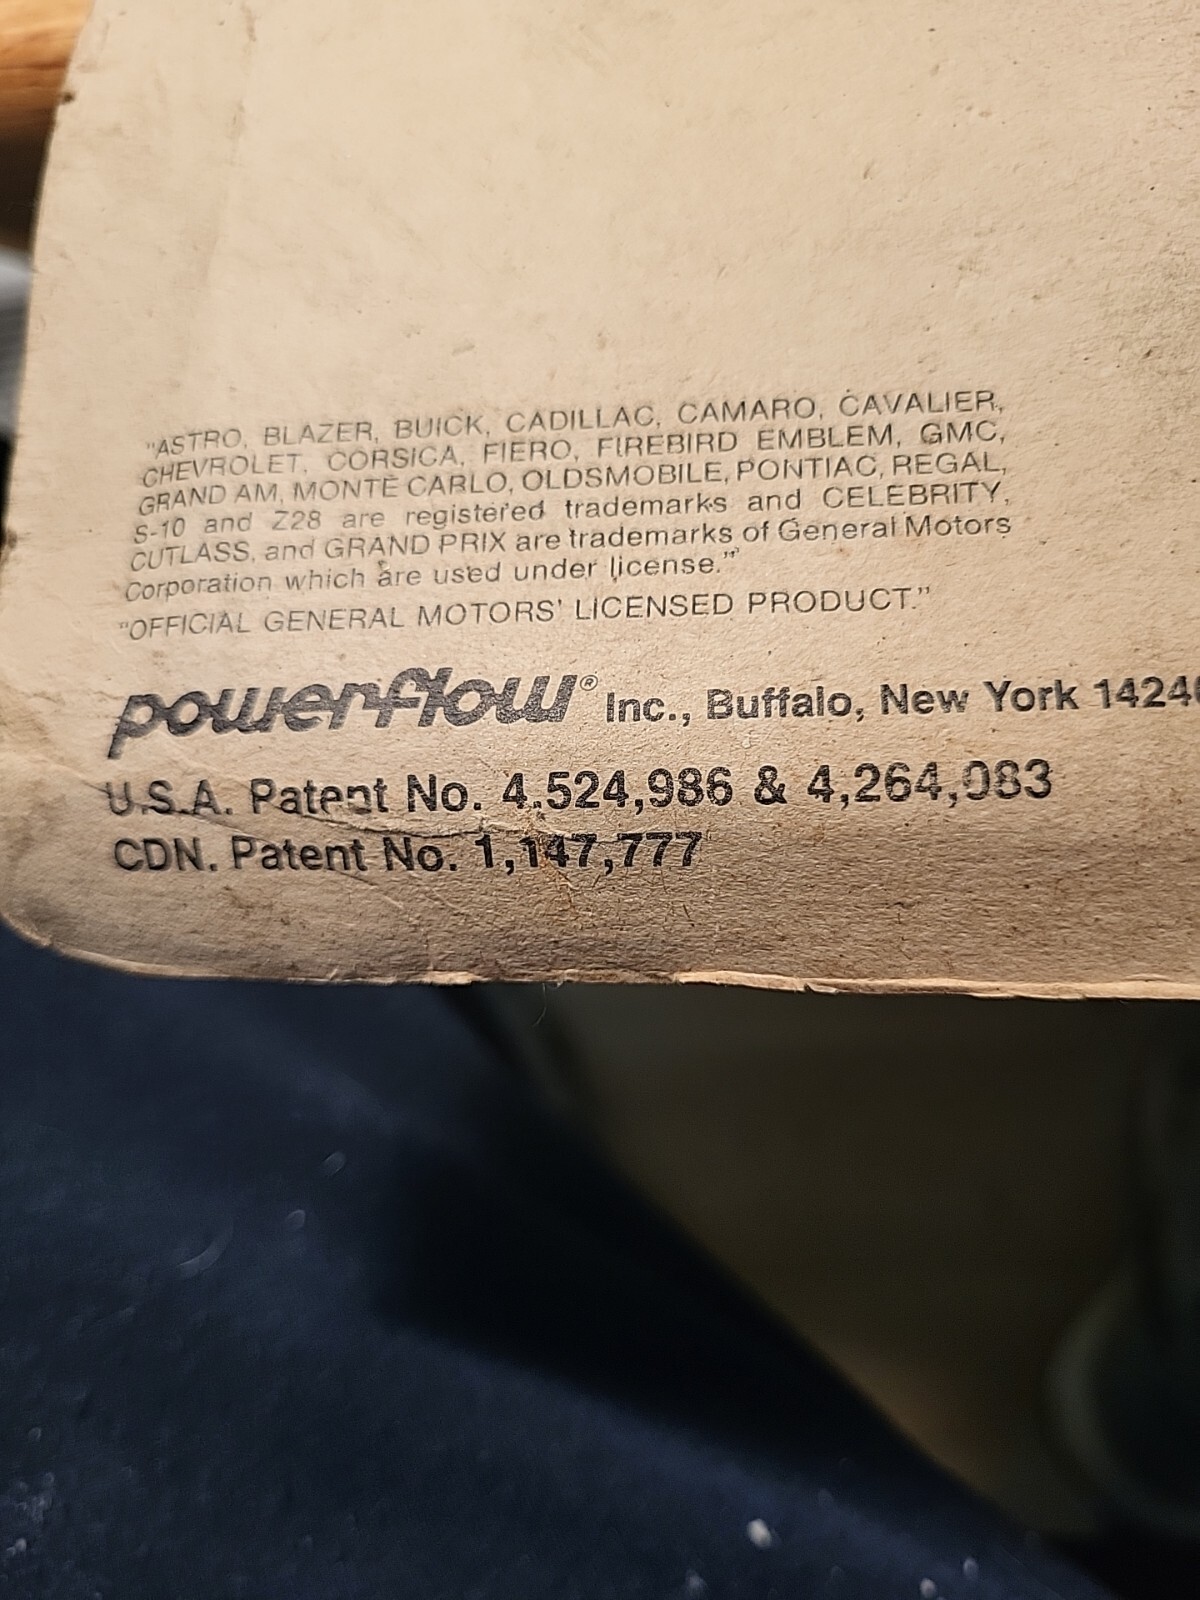 "ASTRO, BLAZER, BUICK, CADILLAC, CAMARO, CAVALIER,
CHEVROLET, CORSICA, FIERO, FIREBIRD EMBLEM, GMC,
GRAND AM, MONTE CARLO, OLDSMOBILE, PONTIAC, REGAL,
S-10 and Z28 are registered trademarks and CELEBRITY,
CUTLASS, and GRAND PRIX are trademarks of General Motors
Corporation which are used under license."
"OFFICIAL GENERAL MOTORS' LICENSED PRODUCT."
powerflow® Inc., Buffalo, New York
U.S.A. Patent No. 4,524,986 & 4,264,083
CDN. Patent No. 1,147,777